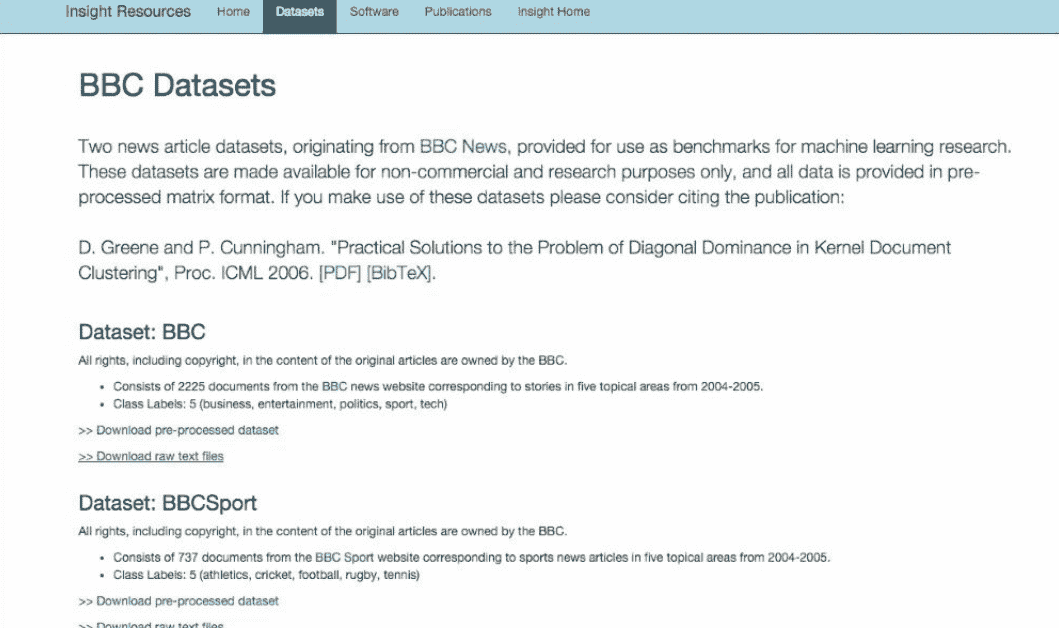 Insight Resources Home Datasets Software Publications Insight Home
BBC Datasets
Two news article datasets, originating from BBC News, provided for use as benchmarks for machine learning research.
These datasets are made available for non-commercial and research purposes only, and all data is provided in pre-
processed matrix format. If you make use of these datasets please consider citing the publication:
D. Greene and P. Cunningham. "Practical Solutions to the Problem of Diagonal Dominance in Kernel Document
Clustering", Proc. ICML 2006. [PDF] [BibTeX].
Dataset: BBC
All rights, including copyright, in the content of the original articles are owned by the BBC.
• Consists of 2225 documents from the BBC news website corresponding to stories in five topical areas from 2004-2005.
• Class Labels: 5 (business, entertainment, politics, sport, tech)
>> Download pre-processed dataset
>> Download raw text files
Dataset: BBCSport
All rights, including copyright, in the content of the original articles are owned by the BBC.
• Consists of 737 documents from the BBC Sport website corresponding to sports news articles in five topical areas from 2004-2005.
• Class Labels: 5 (athletics, cricket, football, rugby, tennis)
>> Download pre-processed dataset
>> Download raw text files